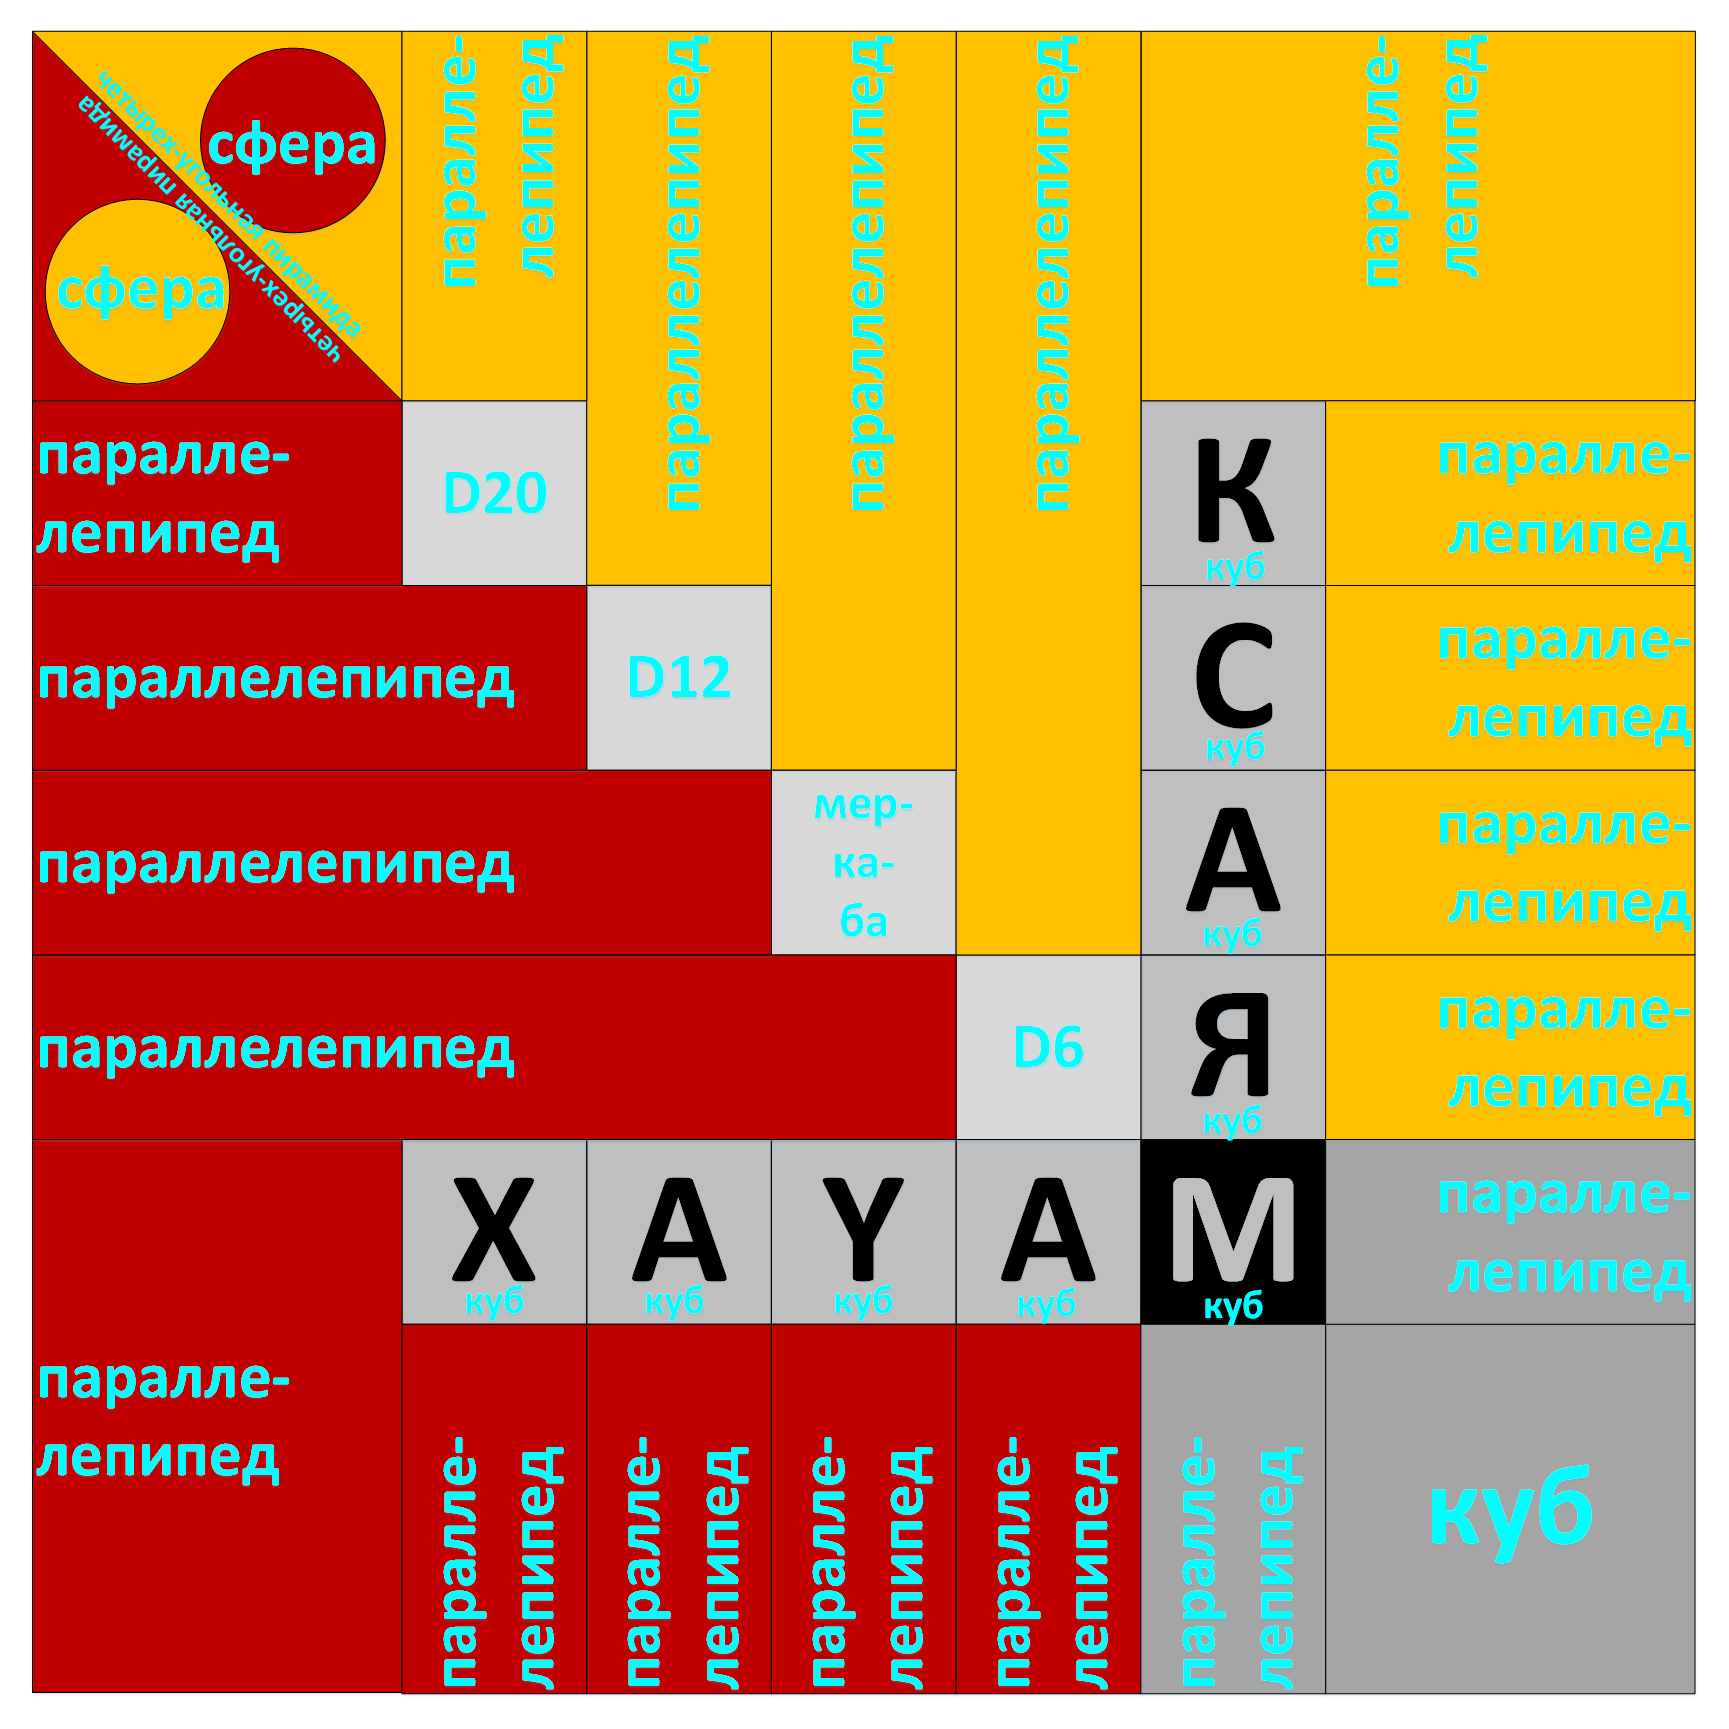 паралле-
лепипед
параллелепипед
параллелепипед
параллелепипед
паралле-
лепипед
четырех-угольная пирамида
четырех-угольная пирамида
сфера
сфера
паралле-
лепипед
D20
К
куб
паралле-
лепипед
параллелепипед
D12
С
куб
паралле-
лепипед
параллелепипед
мер-
ка-
ба
А
куб
паралле-
лепипед
параллелепипед
D6
Я
куб
паралле-
лепипед
паралле-
лепипед
X
куб
A
куб
Y
куб
A
куб
M
куб
паралле-
лепипед
паралле-
лепипед
паралле-
лепипед
паралле-
лепипед
паралле-
лепипед
паралле-
лепипед
куб